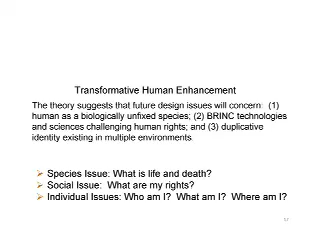 Transformative Human Enhancement
The theory suggests that future design issues will concern: (1)
human as a biologically unfixed species; (2) BRINC technologies
and sciences challenging human rights; and (3) duplicative
identity existing in multiple environments.
Species Issue: What is life and death?
Social Issue: What are my rights?
Individual Issues: Who am I? What am I? Where am I?